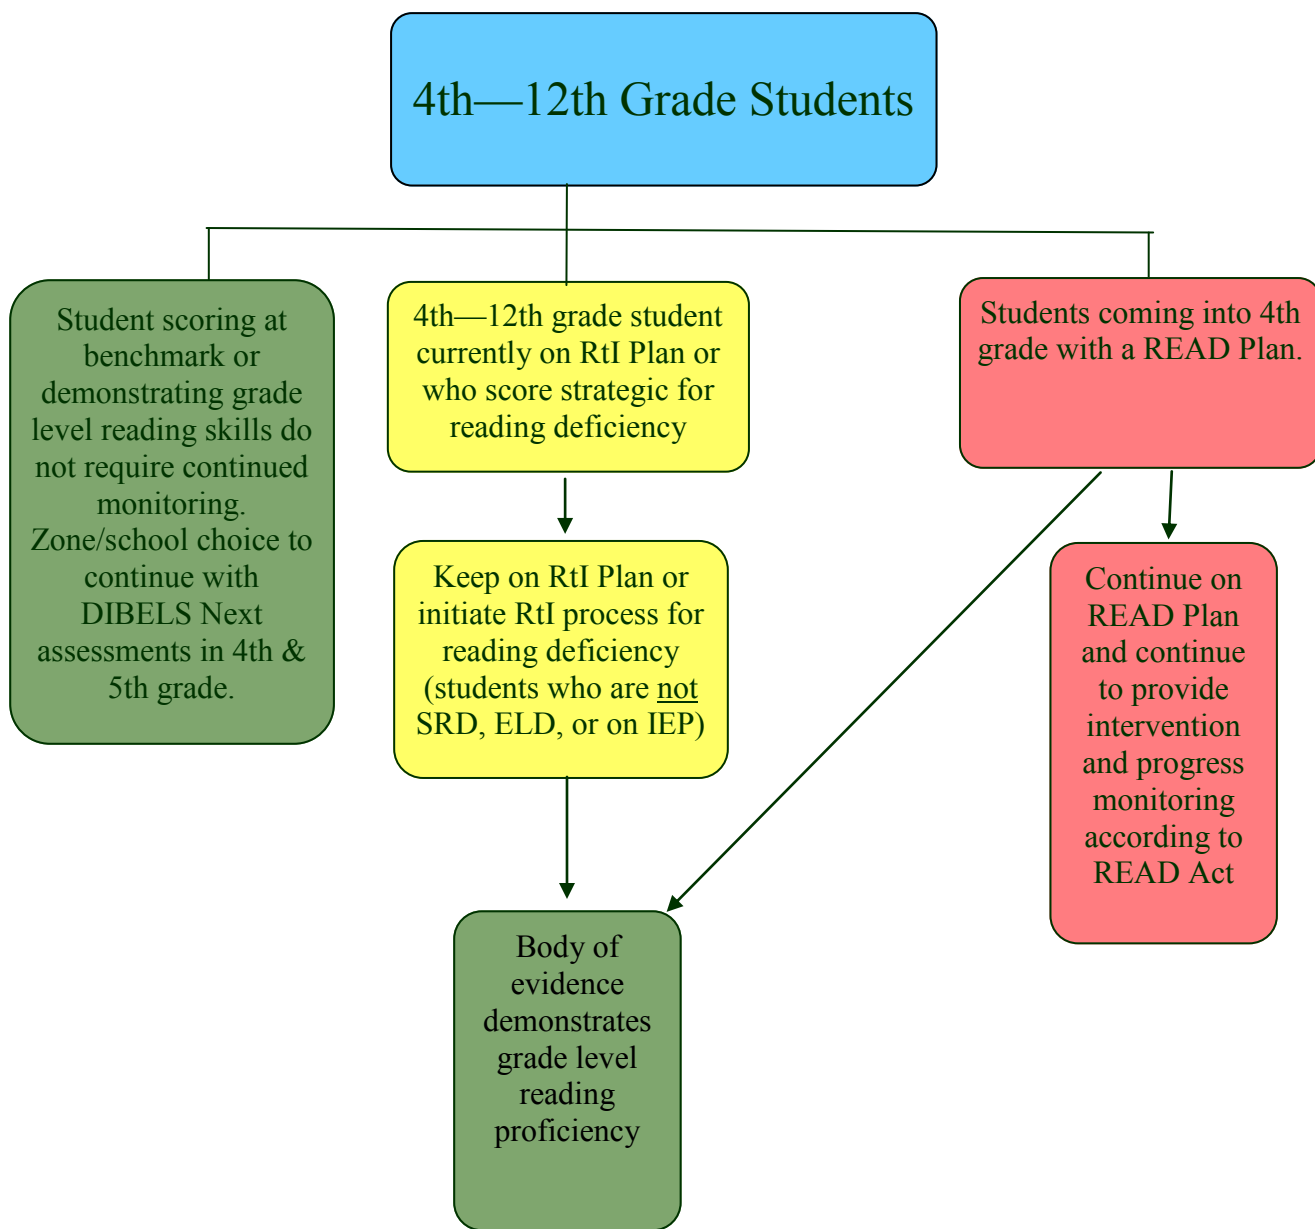 4th—12th Grade Students
Student scoring at
benchmark or
demonstrating grade
level reading skills do
not require continued
monitoring.
Zone/school choice to
continue with
DIBELS Next
assessments in 4th &
5th grade.
4th—12th grade student
currently on RtI Plan or
who score strategic for
reading deficiency
Students coming into 4th
grade with a READ Plan.
Keep on RtI Plan or
initiate RtI process for
reading deficiency
(students who are not
SRD, ELD, or on IEP)
Continue on
READ Plan
and continue
to provide
intervention
and progress
monitoring
according to
READ Act
Body of
evidence
demonstrates
grade level
reading
proficiency